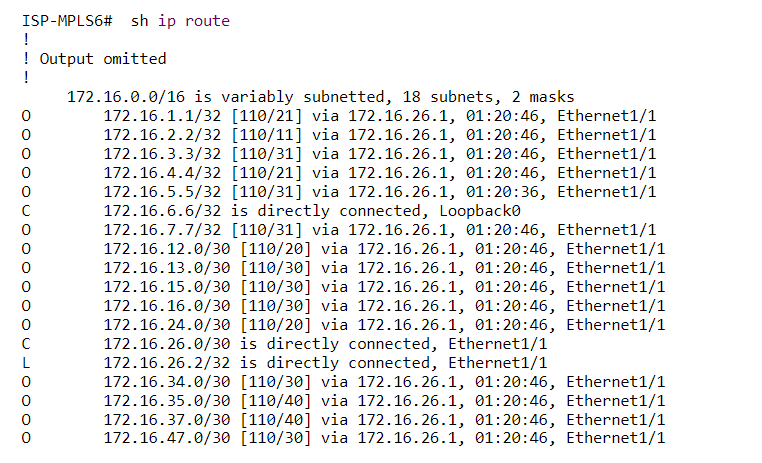 ISP-MPLS6#  sh ip route
!
! Output omitted
!
     172.16.0.0/16 is variably subnetted, 18 subnets, 2 masks
O        172.16.1.1/32 [110/21] via 172.16.26.1, 01:20:46, Ethernet1/1
O        172.16.2.2/32 [110/11] via 172.16.26.1, 01:20:46, Ethernet1/1
O        172.16.3.3/32 [110/31] via 172.16.26.1, 01:20:46, Ethernet1/1
O        172.16.4.4/32 [110/21] via 172.16.26.1, 01:20:46, Ethernet1/1
O        172.16.5.5/32 [110/31] via 172.16.26.1, 01:20:36, Ethernet1/1
C        172.16.6.6/32 is directly connected, Loopback0
O        172.16.7.7/32 [110/31] via 172.16.26.1, 01:20:46, Ethernet1/1
O        172.16.12.0/30 [110/20] via 172.16.26.1, 01:20:46, Ethernet1/1
O        172.16.13.0/30 [110/30] via 172.16.26.1, 01:20:46, Ethernet1/1
O        172.16.15.0/30 [110/30] via 172.16.26.1, 01:20:46, Ethernet1/1
O        172.16.16.0/30 [110/30] via 172.16.26.1, 01:20:46, Ethernet1/1
O        172.16.24.0/30 [110/20] via 172.16.26.1, 01:20:46, Ethernet1/1
C        172.16.26.0/30 is directly connected, Ethernet1/1
L        172.16.26.2/32 is directly connected, Ethernet1/1
O        172.16.34.0/30 [110/30] via 172.16.26.1, 01:20:46, Ethernet1/1
O        172.16.35.0/30 [110/40] via 172.16.26.1, 01:20:46, Ethernet1/1
O        172.16.37.0/30 [110/40] via 172.16.26.1, 01:20:46, Ethernet1/1
O        172.16.47.0/30 [110/30] via 172.16.26.1, 01:20:46, Ethernet1/1